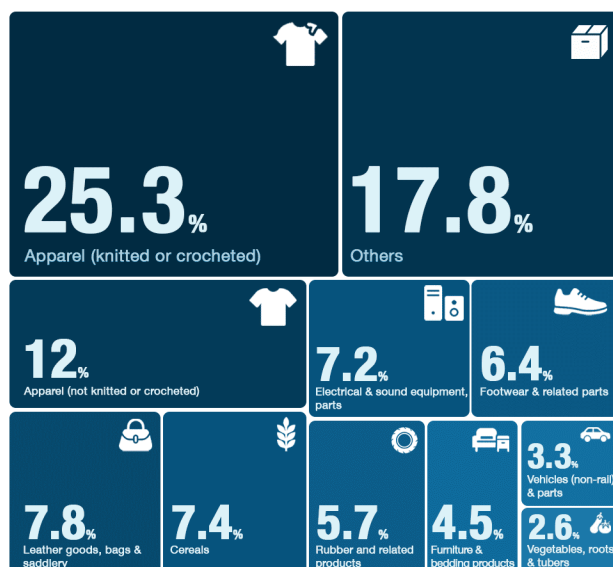 25.3%
Apparel (knitted or crocheted)
17.8%
Others
12%
Apparel (not knitted or crocheted)
7.2%
Electrical & sound equipment,
parts
6.4%
Footwear & related parts
7.8%
Leather goods, bags &
saddlery
7.4%
Cereals
5.7%
Rubber and related
products
4.5%
Furniture &
bedding products
3.3%
Vehicles (non-rail)
& parts
2.6%
Vegetables, roots
& tubers